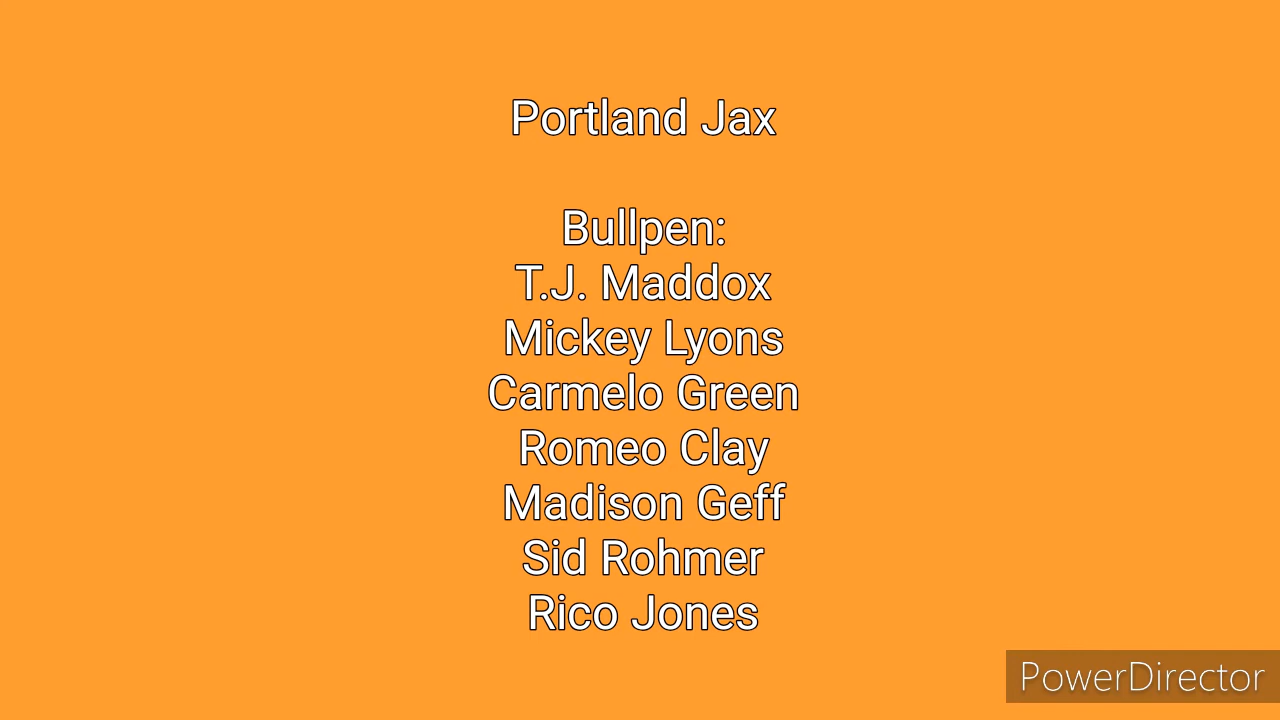 Portland Jax
Bullpen:
T.J. Maddox
Mickey Lyons
Carmelo Green
Romeo Clay
Madison Geff
Sid Rohmer
Rico Jones
PowerDirector